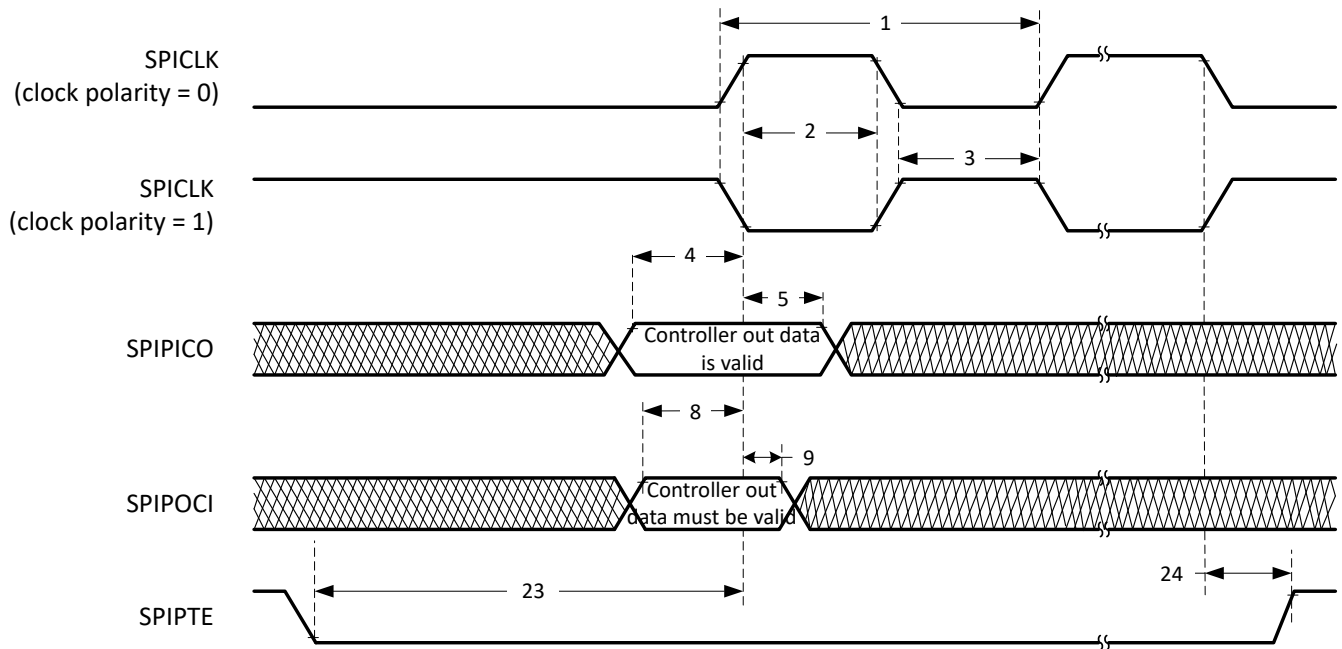 1
SPICLK
(clock polarity = 0)
2
3
SPICLK
(clock polarity = 1)
4
5
SPIPICO
Controller out data
is valid
8
9
SPIPOCI
Controller out
data must be valid
23
24
SPIPTE